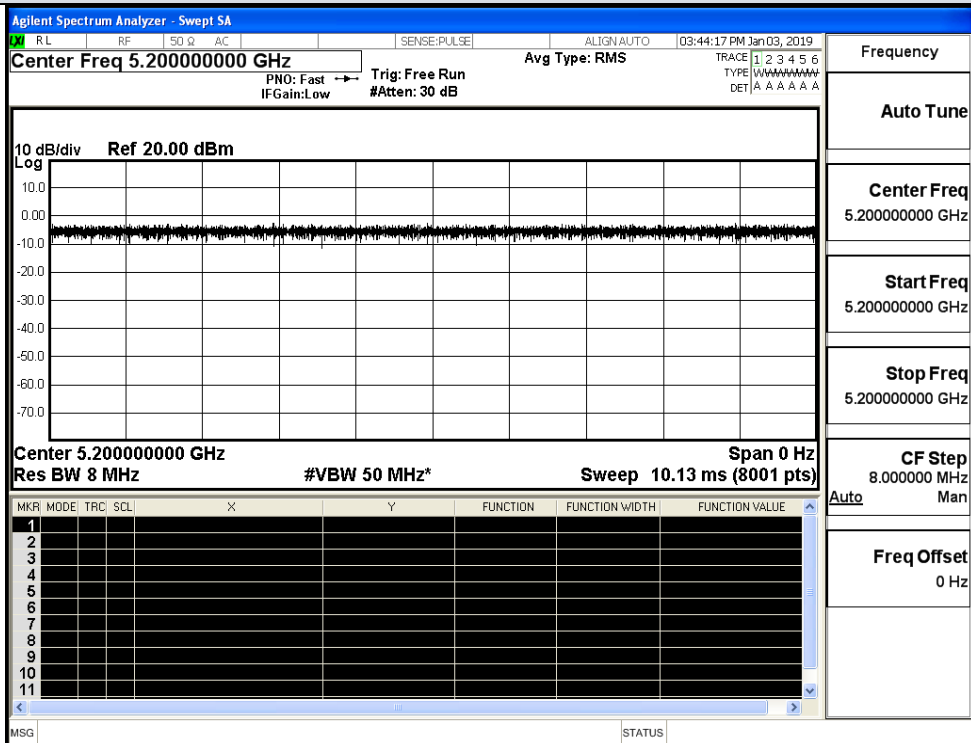 Agilent Spectrum Analyzer - Swept SA
LXI RL RF 50 Ω AC SENSE:PULSE ALIGN AUTO 03:44:17 PM Jan 03, 2019
Center Freq 5.200000000 GHz
PNO: Fast
IFGain:Low
Trig: Free Run
#Atten: 30 dB
Avg Type: RMS
TRACE 1 2 3 4 5 6
TYPE WWWWWW
DET A A A A A A
10 dB/div Ref 20.00 dBm
Log
10.0
0.00
-10.0
-20.0
-30.0
-40.0
-50.0
-60.0
-70.0
Center 5.200000000 GHz Span 0 Hz
Res BW 8 MHz #VBW 50 MHz* Sweep 10.13 ms (8001 pts)
MKR MODE TRC SCL X Y FUNCTION FUNCTION WIDTH FUNCTION VALUE
1
2
3
4
5
6
7
8
9
10
11
MSG STATUS
Frequency
Auto Tune
Center Freq
5.200000000 GHz
Start Freq
5.200000000 GHz
Stop Freq
5.200000000 GHz
CF Step
8.000000 MHz
Auto Man
Freq Offset
0 Hz